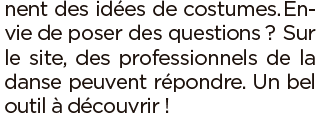 nent des idées de costumes. En-
vie de poser des questions ? Sur
le site, des professionnels de la
danse peuvent répondre. Un bel
outil à découvrir !